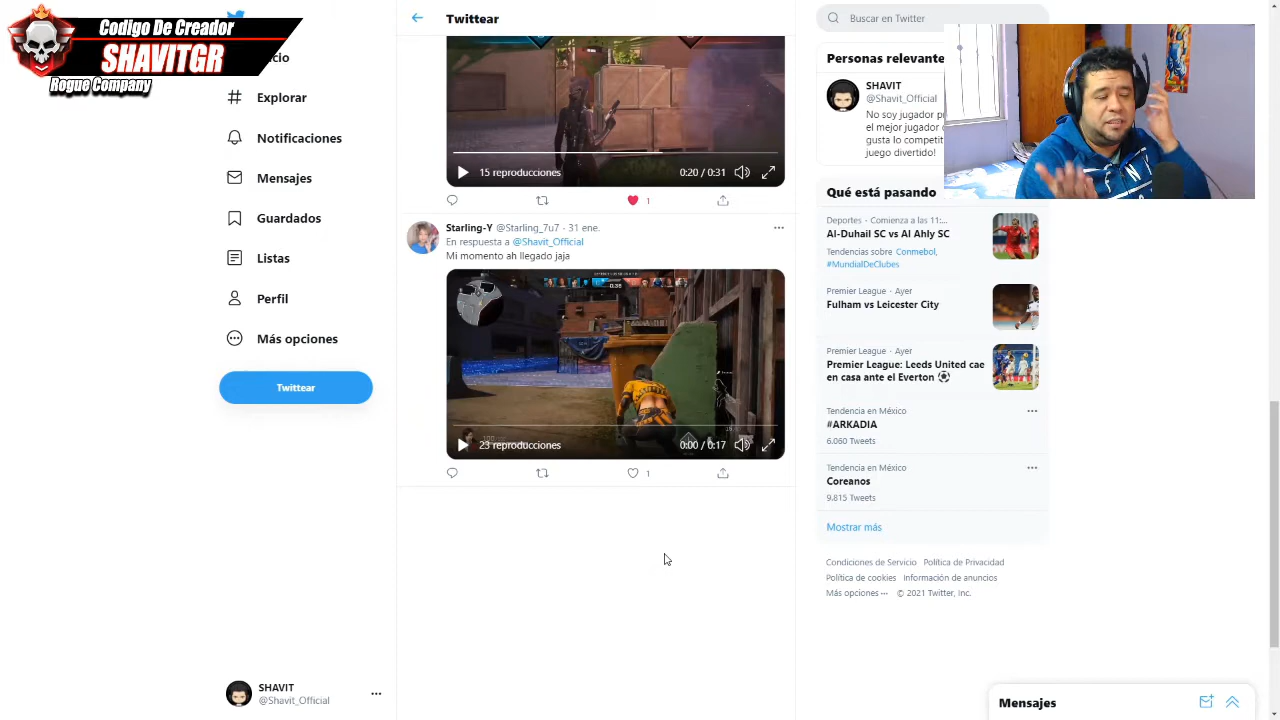 Codigo De Creador
SHAVITGR
Rogue Company
cio
Explorar
Notificaciones
Mensajes
Guardados
Listas
Perfil
Más opciones
Twittear
SHAVIT
@Shavit_Official
Twittear
15 reproducciones
0:20 / 0:31
1
Starling-Y @Starling_7u7 · 31 ene.
En respuesta a @Shavit_Official
Mi momento ah llegado jaja
0:36
23 reproducciones
0:00 / 0:17
1
Buscar en Twitter
Personas relevante
SHAVIT
@Shavit_Official
No soy jugador p
el mejor jugador
gusta lo competit
juego divertido!
Qué está pasando
Deportes · Comienza a las 11:...
Al-Duhail SC vs Al Ahly SC
Tendencias sobre Conmebol,
#MundialDeClubes
Premier League · Ayer
Fulham vs Leicester City
Premier League · Ayer
Premier League: Leeds United cae
en casa ante el Everton ⚽
Tendencia en México
#ARKADIA
6.060 Tweets
Tendencia en México
Coreanos
9.815 Tweets
Mostrar más
Condiciones de Servicio Política de Privacidad
Política de cookies Información de anuncios
Más opciones ··· © 2021 Twitter, Inc.
Mensajes